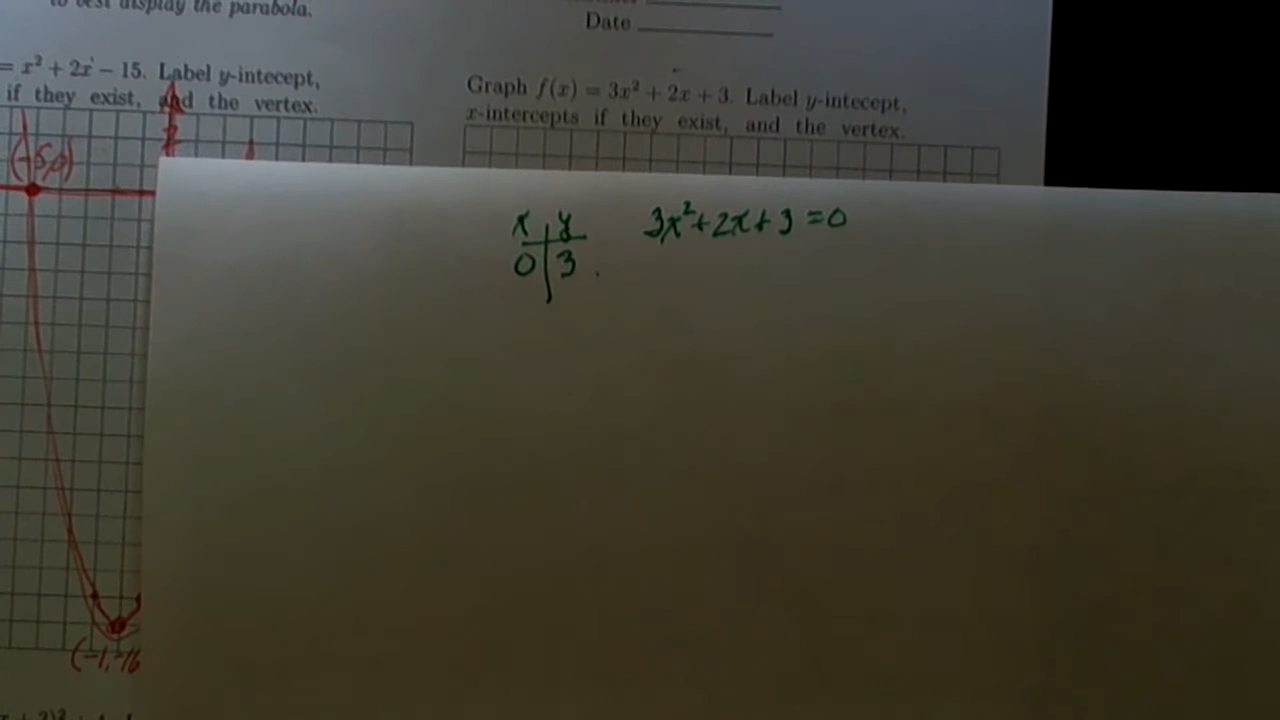 to best display the parabola.
Date
= x² + 2x - 15. Label y-intecept,
if they exist, and the vertex.
Graph f(x) = 3x² + 2x + 3. Label y-intecept,
x-intercepts if they exist, and the vertex.
(-5,0)
2
x y
0 3
3x²+2x+3=0
(-1,-16